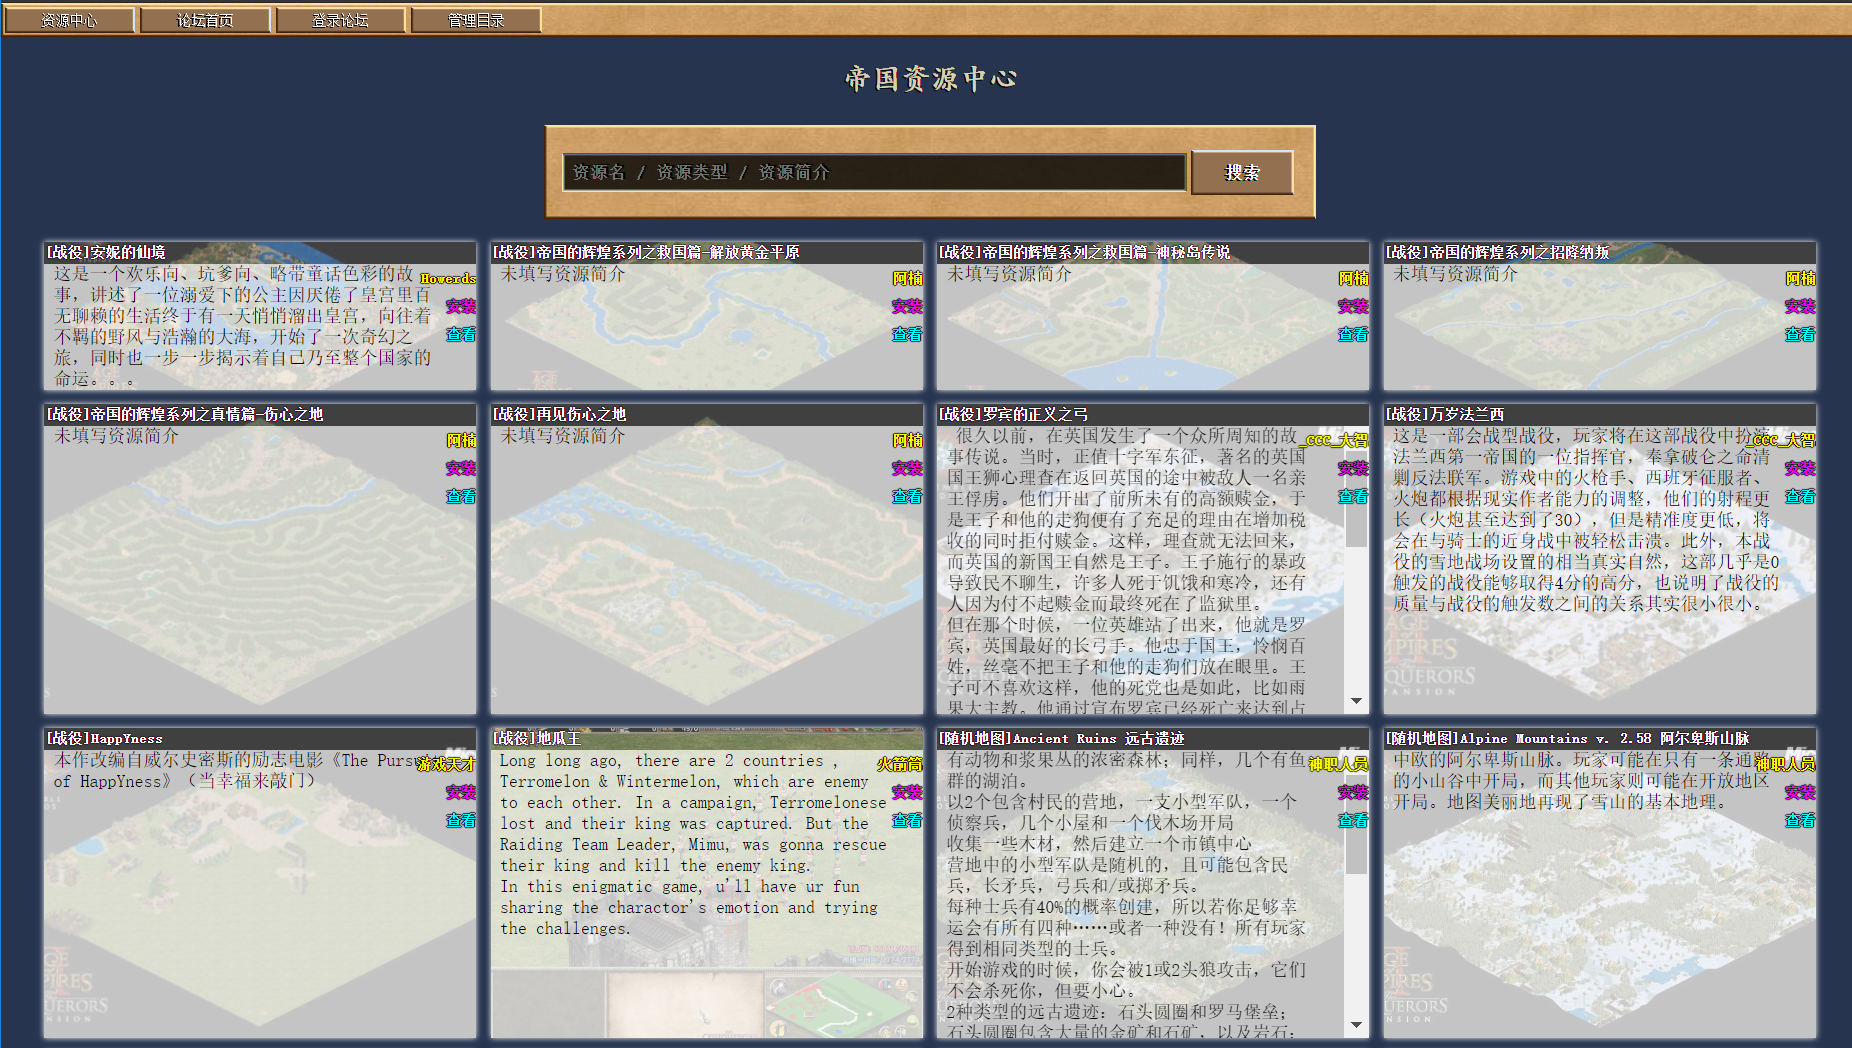 资源中心
论坛首页
登录论坛
管理目录
帝国资源中心
资源名 / 资源类型 / 资源简介
搜索
[战役]安妮的仙境
这是一个欢乐向、坑爹向、略带童话色彩的故
事，讲述了一位溺爱下的公主因厌倦了皇宫里百
无聊赖的生活终于有一天悄悄溜出皇宫，向往着
不羁的野风与浩瀚的大海，开始了一次奇幻之
旅，同时也一步一步揭示着自己乃至整个国家的
命运。。。
Howerds
安装
查看
[战役]帝国的辉煌系列之救国篇-解放黄金平原
未填写资源简介
阿楠
安装
查看
[战役]帝国的辉煌系列之救国篇-神秘岛传说
未填写资源简介
阿楠
安装
查看
[战役]帝国的辉煌系列之招降纳叛
未填写资源简介
阿楠
安装
查看
[战役]帝国的辉煌系列之真情篇-伤心之地
未填写资源简介
阿楠
安装
查看
[战役]再见伤心之地
未填写资源简介
阿楠
安装
查看
[战役]罗宾的正义之弓
很久以前，在英国发生了一个众所周知的故
事传说。当时，正值十字军东征，著名的英国
国王狮心理查在返回英国的途中被敌人一名亲
王俘虏。他们开出了前所未有的高额赎金，于
是王子和他的走狗便有了充足的理由在增加税
收的同时拒付赎金。这样，理查就无法回来，
而英国的新国王自然是王子。王子施行的暴政
导致民不聊生，许多人死于饥饿和寒冷，还有
人因为付不起赎金而最终死在了监狱里。
但在那个时候，一位英雄站了出来，他就是罗
宾，英国最好的长弓手。他忠于国王，怜悯百
姓，丝毫不把王子和他的走狗们放在眼里。王
子可不喜欢这样，他的死党也是如此，比如雨
果大主教。他通过宣布罗宾已经死亡来达到占
_ccc_大智
安装
查看
[战役]万岁法兰西
这是一部会战型战役，玩家将在这部战役中扮演
法兰西第一帝国的一位指挥官，奉拿破仑之命清
剿反法联军。游戏中的火枪手、西班牙征服者、
火炮都根据现实作者能力的调整，他们的射程更
长（火炮甚至达到了30），但是精准度更低，将
会在与骑士的近身战中被轻松击溃。此外，本战
役的雪地战场设置的相当真实自然，这部几乎是0
触发的战役能够取得4分的高分，也说明了战役的
质量与战役的触发数之间的关系其实很小很小。
_ccc_大智
安装
查看
[战役]HappYness
本作改编自威尔史密斯的励志电影《The Pursu
of HappYness》（当幸福来敲门）
游戏天才
安装
查看
[战役]地瓜王
Long long ago, there are 2 countries ,
Terromelon & Wintermelon, which are enemy
to each other. In a campaign, Terromelonese
lost and their king was captured. But the
Raiding Team Leader, Mimu, was gonna rescue
their king and kill the enemy king.
In this enigmatic game, u'll have ur fun
sharing the charactor's emotion and trying
the challenges.
火箭筒
安装
查看
[随机地图]Ancient Ruins 远古遗迹
有动物和浆果丛的浓密森林；同样，几个有鱼
群的湖泊。
以2个包含村民的营地，一支小型军队，一个
侦察兵，几个小屋和一个伐木场开局
收集一些木材，然后建立一个市镇中心
营地中的小型军队是随机的，且可能包含民
兵，长矛兵，弓兵和/或掷矛兵。
每种士兵有40%的概率创建，所以若你足够幸
运会有所有四种……或者一种没有！所有玩家
得到相同类型的士兵。
开始游戏的时候，你会被1或2头狼攻击，它们
不会杀死你，但要小心。
2种类型的远古遗迹：石头圆圈和罗马堡垒；
石头圆圈包含大量的金矿和石矿，以及岩石；
神职人员
安装
查看
[随机地图]Alpine Mountains v. 2.58 阿尔卑斯山脉
中欧的阿尔卑斯山脉。玩家可能在只有一条通路
的小山谷中开局，而其他玩家则可能在开放地区
开局。地图美丽地再现了雪山的基本地理。
神职人员
安装
查看